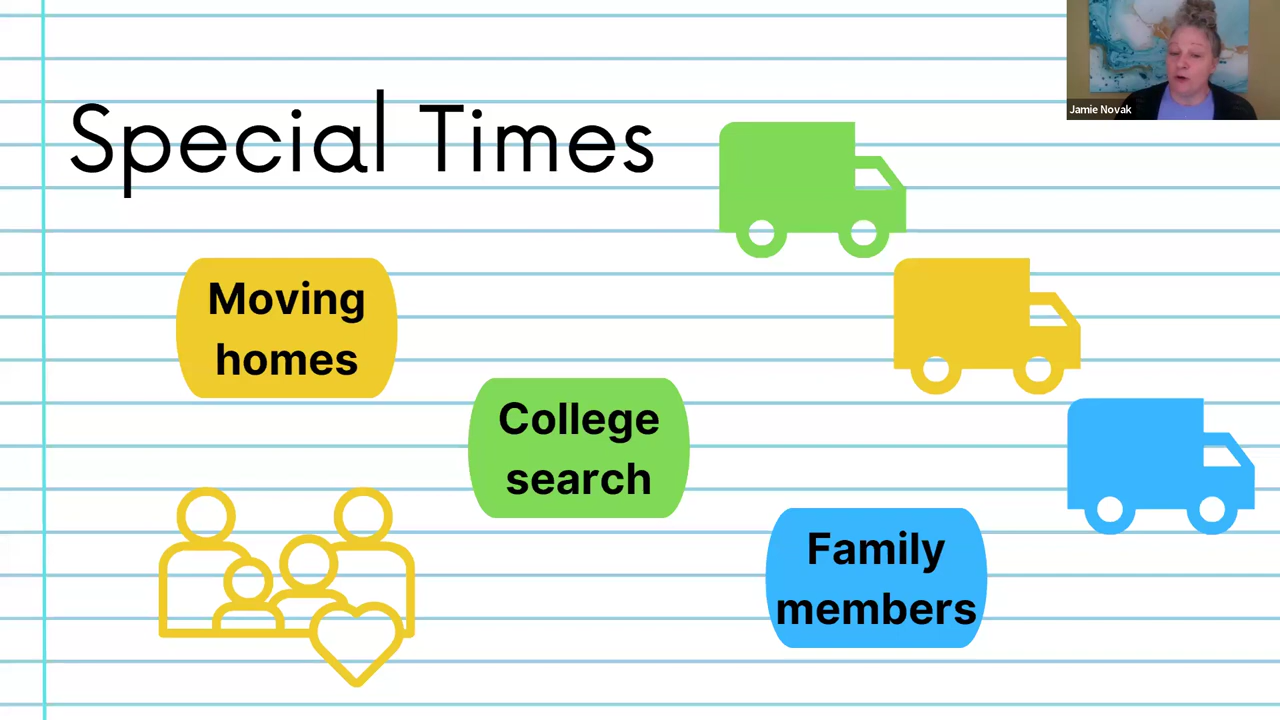 Jamie Novak
Special Times
Moving
homes
College
search
Family
members